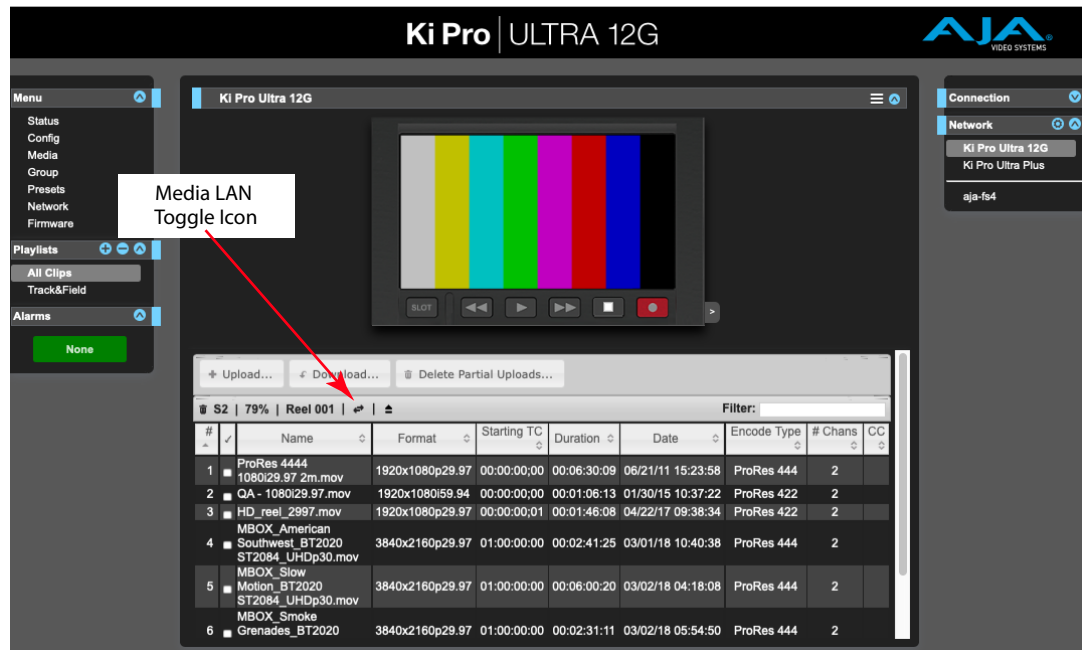 Ki Pro | ULTRA 12G
AJA
VIDEO SYSTEMS
Menu
Status
Config
Media
Group
Presets
Network
Firmware
Playlists
All Clips
Track&Field
Alarms
None
Media LAN
Toggle Icon
Ki Pro Ultra 12G
SLOT
>
Connection
Network
Ki Pro Ultra 12G
Ki Pro Ultra Plus
aja-fs4
+ Upload... Download... Delete Partial Uploads...
S2 | 79% | Reel 001 | | Filter:
# ✓ Name Format Starting TC Duration Date Encode Type # Chans CC
1 ProRes 4444 1080i29.97 2m.mov 1920x1080p29.97 00:00:00;00 00:06:30:09 06/21/11 15:23:58 ProRes 444 2
2 QA - 1080i29.97.mov 1920x1080i59.94 00:00:00;00 00:01:06:13 01/30/15 10:37:22 ProRes 422 2
3 HD_reel_2997.mov 1920x1080p29.97 00:00:00;01 00:01:46:08 04/22/17 09:38:34 ProRes 422 2
4 MBOX_American Southwest_BT2020 ST2084_UHDp30.mov 3840x2160p29.97 01:00:00:00 00:02:41:25 03/01/18 10:40:38 ProRes 444 2
5 MBOX_Slow Motion_BT2020 ST2084_UHDp30.mov 3840x2160p29.97 01:00:00:00 00:06:00:20 03/02/18 04:18:08 ProRes 444 2
6 MBOX_Smoke Grenades_BT2020 3840x2160p29.97 01:00:00:00 00:02:31:11 03/02/18 05:54:50 ProRes 444 2